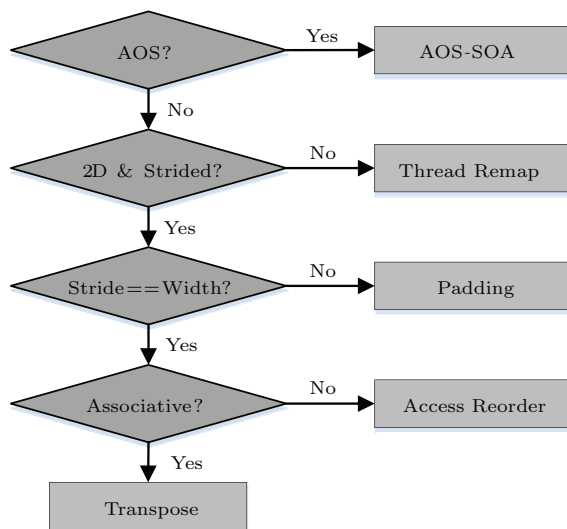 AOS?
Yes
AOS-SOA
No
2D & Strided?
No
Thread Remap
Yes
Stride==Width?
No
Padding
Yes
Associative?
No
Access Reorder
Yes
Transpose